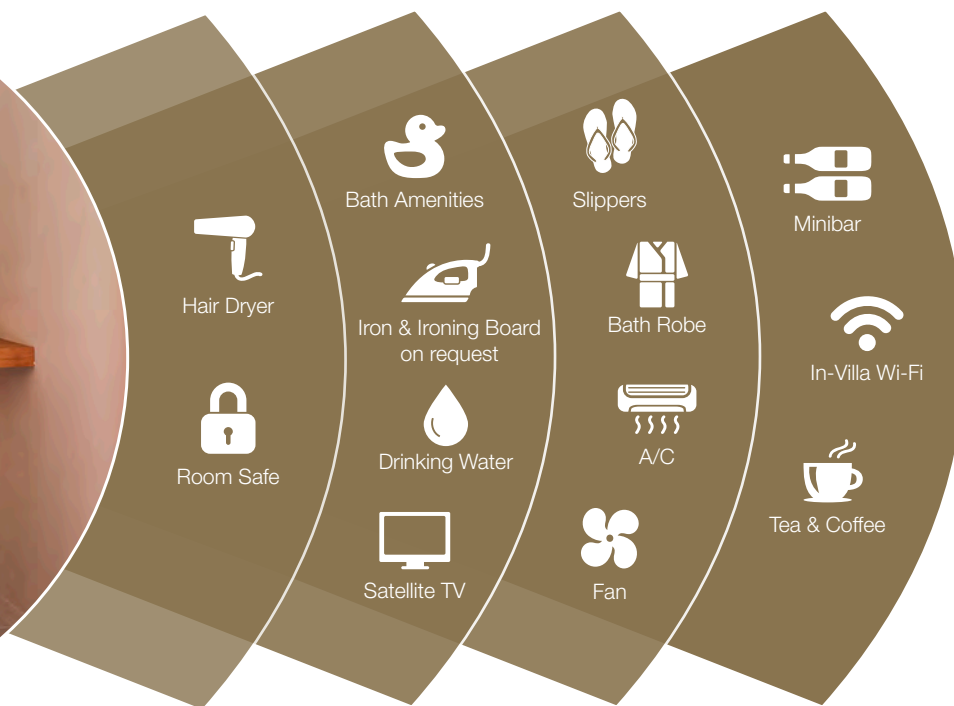 Hair Dryer
Room Safe
Bath Amenities
Iron & Ironing Board
on request
Drinking Water
Satellite TV
Slippers
Bath Robe
A/C
Fan
Minibar
In-Villa Wi-Fi
Tea & Coffee